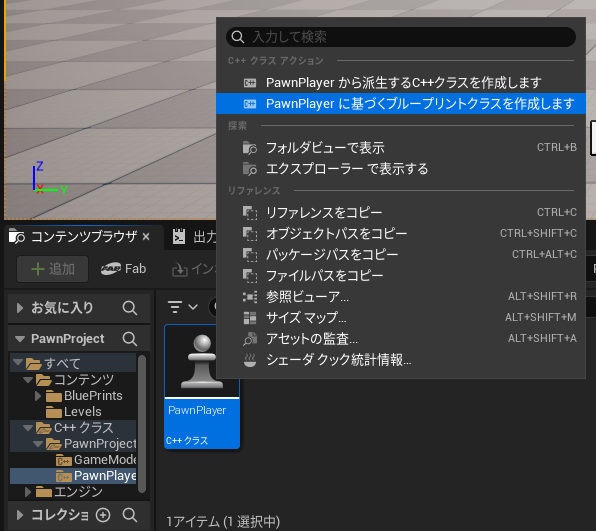 入力して検索
C++ クラス アクション
PawnPlayer から派生するC++クラスを作成します
PawnPlayer に基づくブループリントクラスを作成します
探索
フォルダビューで表示 CTRL+B
エクスプローラー で表示する
リファレンス
リファレンスをコピー CTRL+C
オブジェクトパスをコピー CTRL+SHIFT+C
パッケージパスをコピー CTRL+ALT+C
ファイルパスをコピー
参照ビューア... ALT+SHIFT+R
サイズ マップ... ALT+SHIFT+M
アセットの監査... ALT+SHIFT+A
シェーダ クック統計情報...
Z
X
Y
コンテンツブラウザ
出力
追加
Fab
イン
お気に入り
PawnProject
すべて
コンテンツ
BluePrints
Levels
C++ クラス
PawnProject
GameMode
PawnPlaye
エンジン
コレクショ
PawnPlayer
C++ クラス
1アイテム (1 選択中)